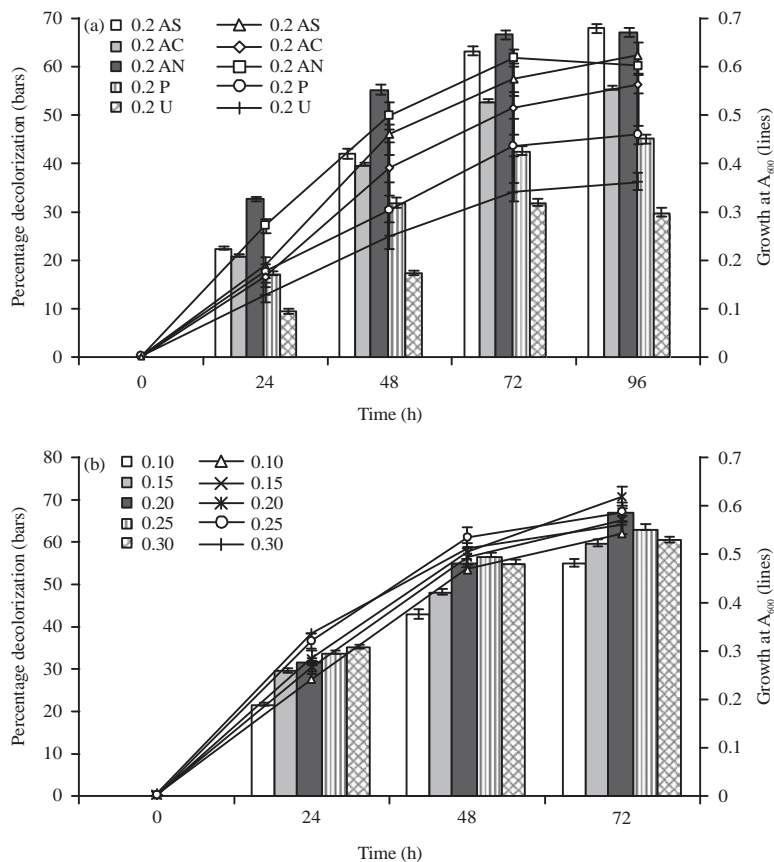 (a)
0.2 AS 0.2 AS
0.2 AC 0.2 AC
0.2 AN 0.2 AN
0.2 P 0.2 P
0.2 U 0.2 U
Percentage decolorization (bars)
70
60
50
40
30
20
10
0
0 24 48 72 96
Time (h)
0.7
0.6
0.5
0.4
0.3
0.2
0.1
0
Growth at A600 (lines)
(b)
0.10 0.10
0.15 0.15
0.20 0.20
0.25 0.25
0.30 0.30
Percentage decolorization (bars)
80
70
60
50
40
30
20
10
0
0 24 48 72
Time (h)
0.7
0.6
0.5
0.4
0.3
0.2
0.1
0
Growth at A600 (lines)